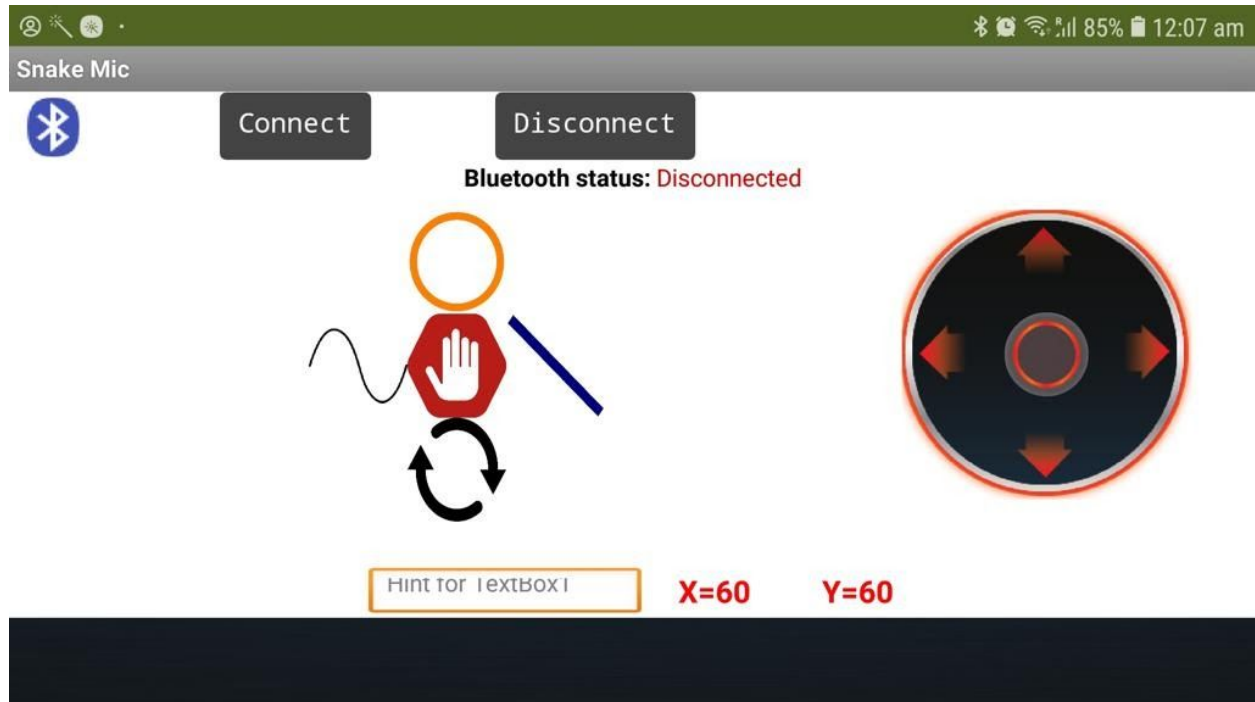 85% 12:07 am
Snake Mic
Connect Disconnect
Bluetooth status: Disconnected
Hint for TextBox1
X=60 Y=60